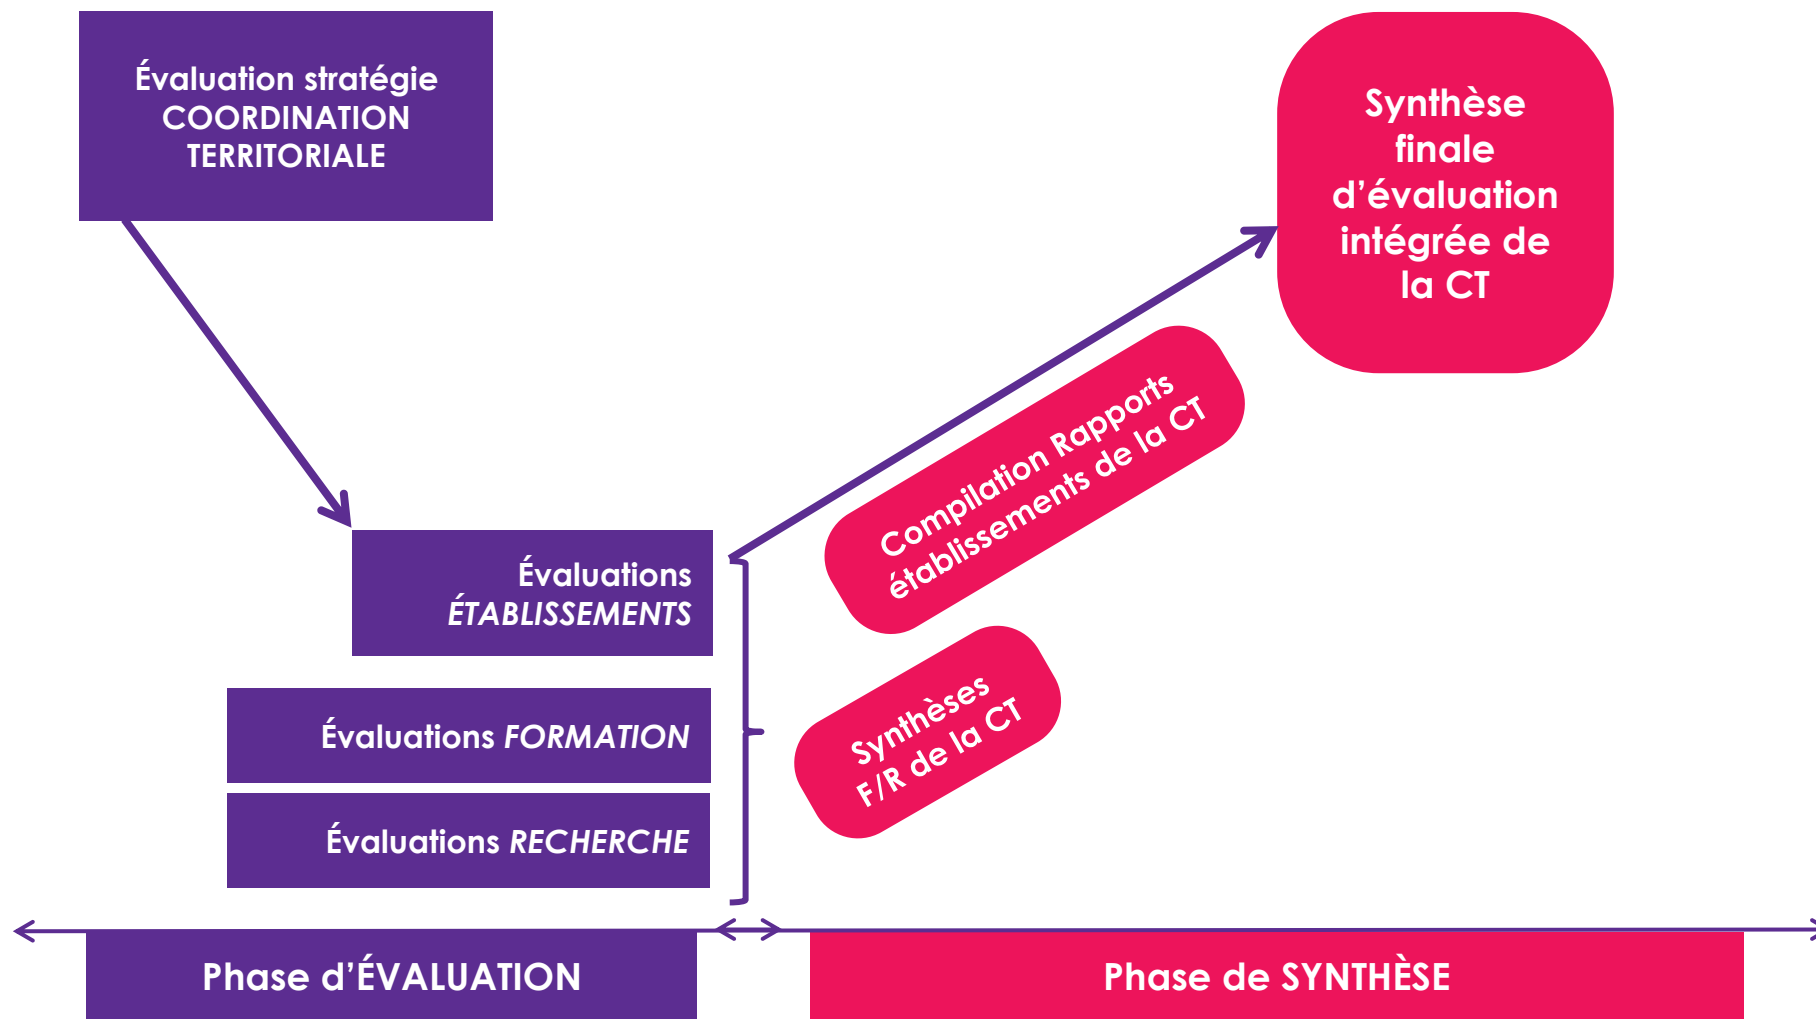 Évaluation stratégie
COORDINATION
TERRITORIALE
Synthèse
finale
d’évaluation
intégrée de
la CT
Compilation Rapports
établissements de la CT
Évaluations
ÉTABLISSEMENTS
Synthèses
F/R de la CT
Évaluations FORMATION
Évaluations RECHERCHE
Phase d’ÉVALUATION
Phase de SYNTHÈSE